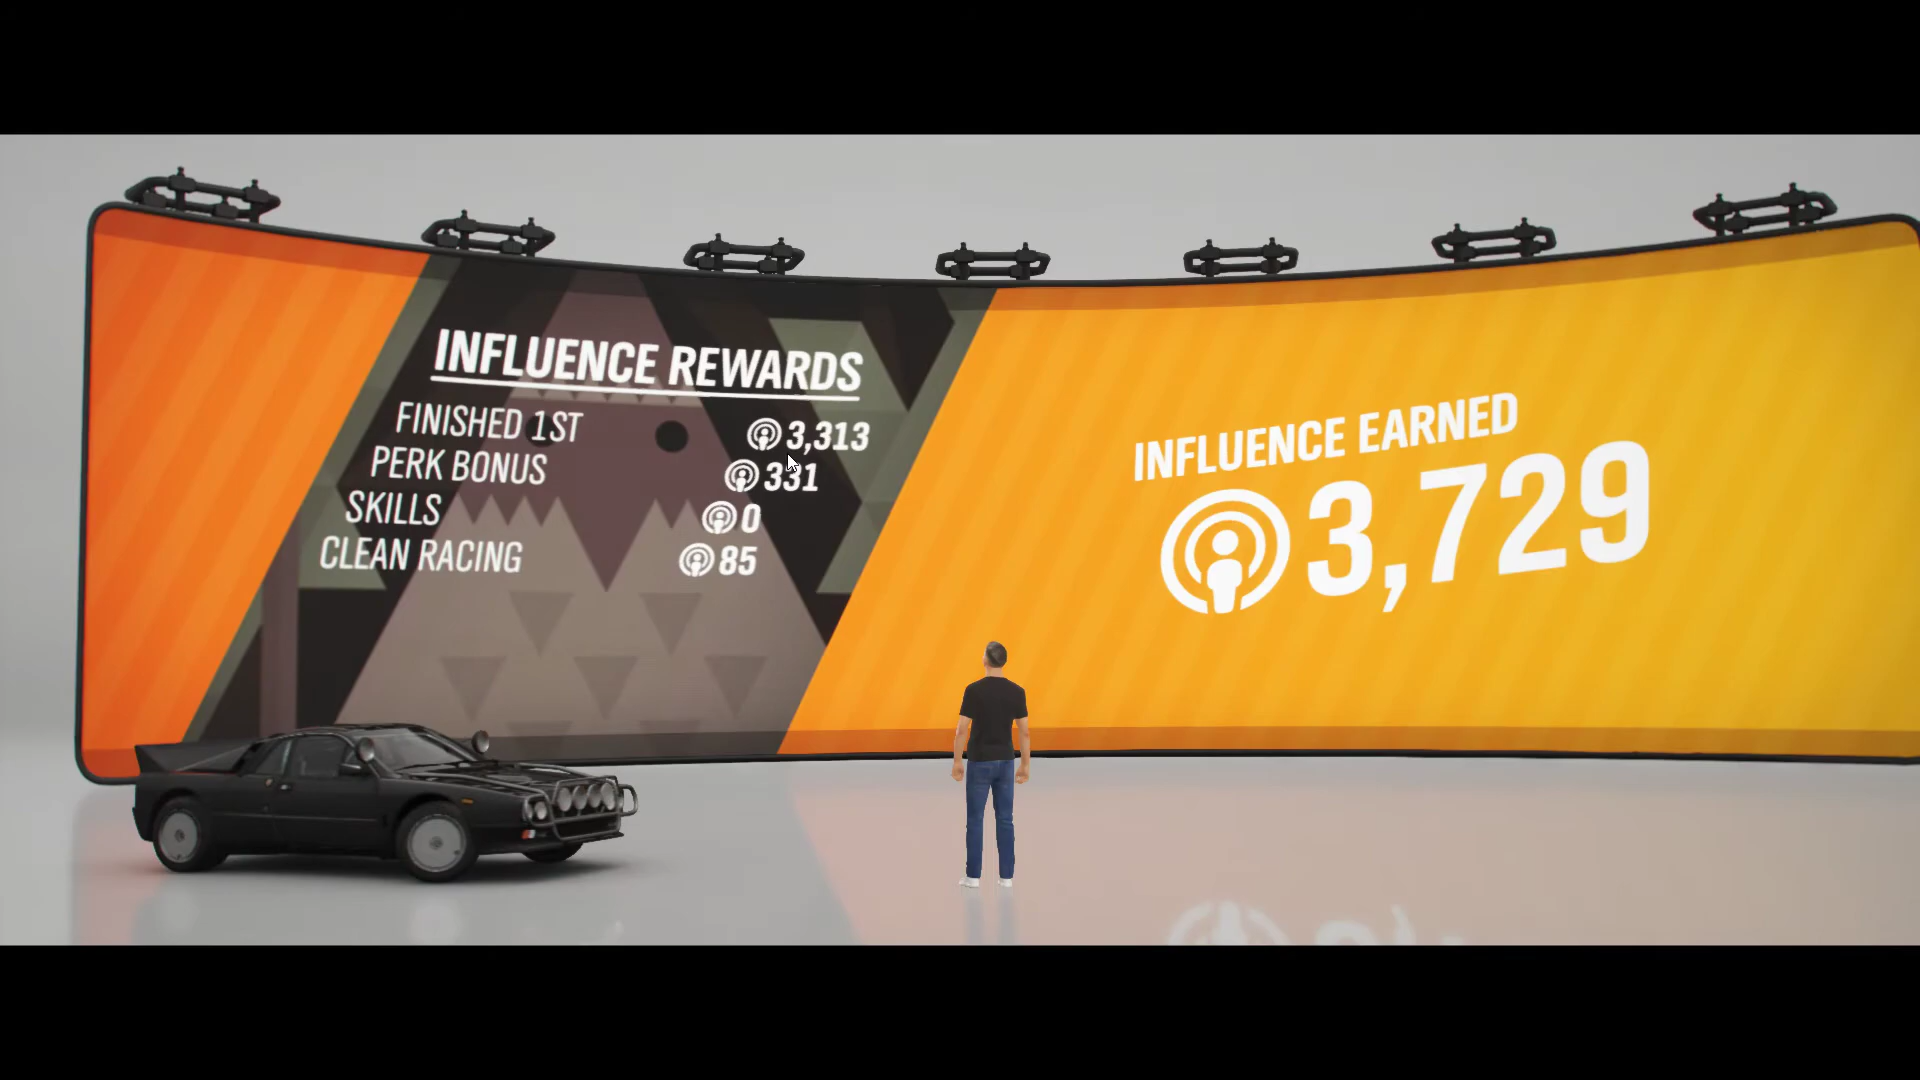 INFLUENCE REWARDS
FINISHED 1ST 3,313
PERK BONUS 331
SKILLS 0
CLEAN RACING 85
INFLUENCE EARNED
3,729